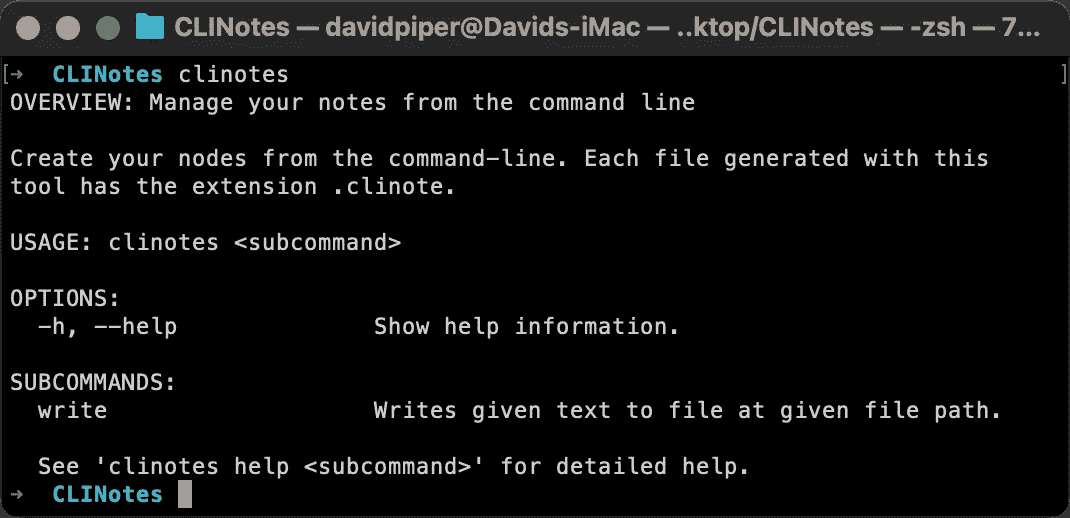 CLINotes — davidpiper@Davids-iMac — ..ktop/CLINotes — -zsh — 7...
[→ CLINotes clinotes ]
OVERVIEW: Manage your notes from the command line
Create your nodes from the command-line. Each file generated with this
tool has the extension .clinote.
USAGE: clinotes <subcommand>
OPTIONS:
-h, --help Show help information.
SUBCOMMANDS:
write Writes given text to file at given file path.
See 'clinotes help <subcommand>' for detailed help.
→ CLINotes